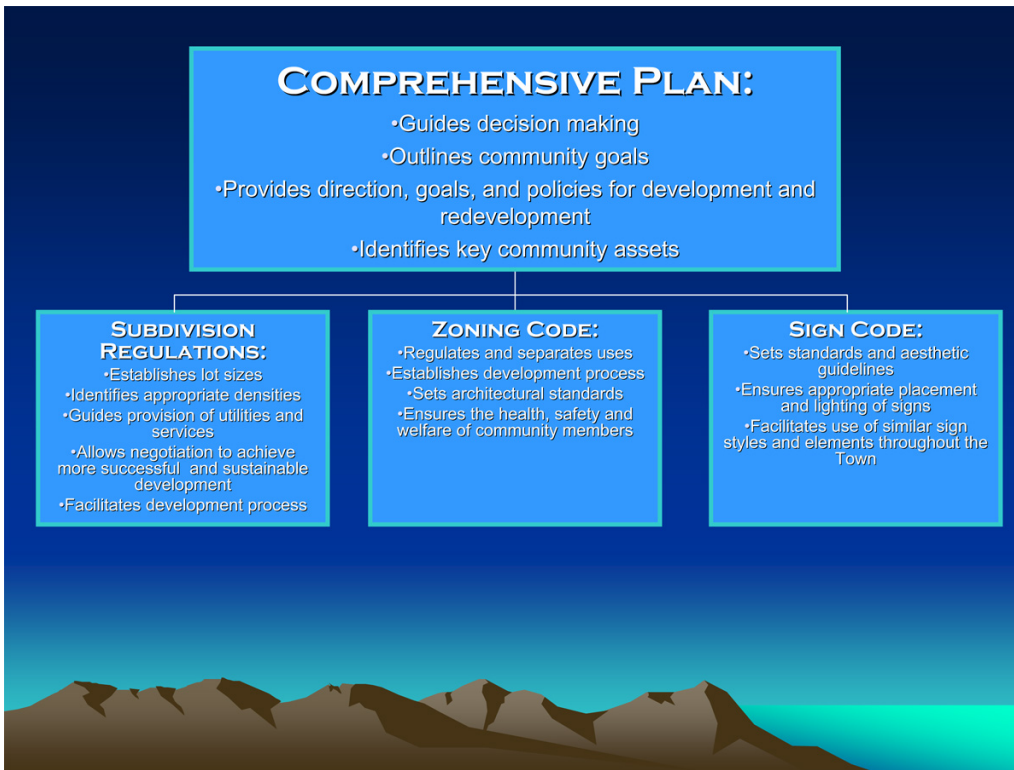 COMPREHENSIVE PLAN:
•Guides decision making
•Outlines community goals
•Provides direction, goals, and policies for development and
redevelopment
•Identifies key community assets
SUBDIVISION
REGULATIONS:
•Establishes lot sizes
•Identifies appropriate densities
•Guides provision of utilities and
services
•Allows negotiation to achieve
more successful and sustainable
development
•Facilitates development process
ZONING CODE:
•Regulates and separates uses
•Establishes development process
•Sets architectural standards
•Ensures the health, safety and
welfare of community members
SIGN CODE:
•Sets standards and aesthetic
guidelines
•Ensures appropriate placement
and lighting of signs
•Facilitates use of similar sign
styles and elements throughout the
Town